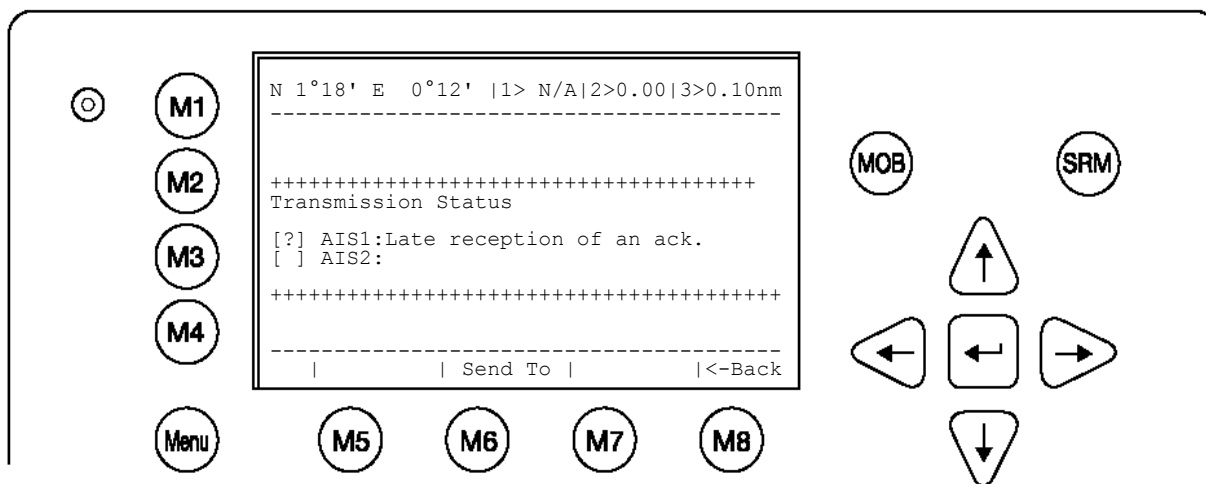 N 1°18' E  0°12' |1> N/A|2>0.00|3>0.10nm
----------------------------------------
++++++++++++++++++++++++++++++++++++++
Transmission Status
[?] AIS1:Late reception of an ack.
[ ] AIS2:
++++++++++++++++++++++++++++++++++++++++
----------------------------------------
|         | Send To |         |<-Back
M1
M2
M3
M4
Menu
M5
M6
M7
M8
MOB
SRM